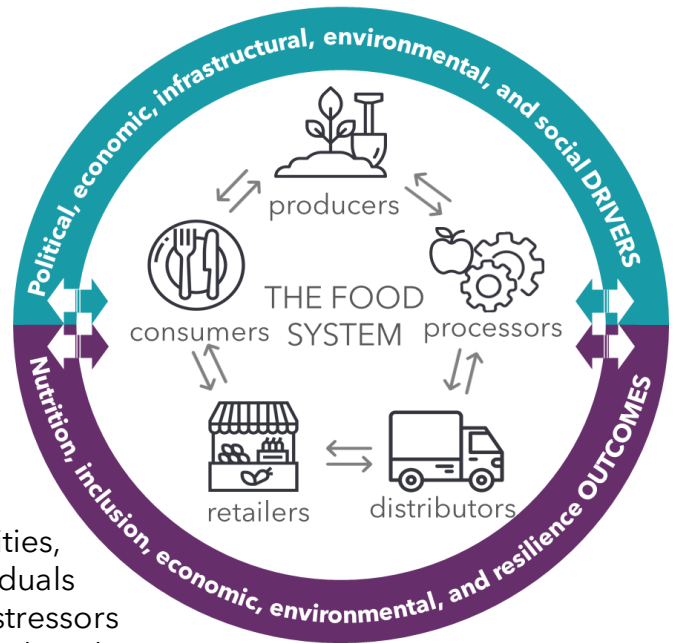 Political, economic, infrastructural, environmental, and social DRIVERS
producers
THE FOOD
SYSTEM
consumers
processors
retailers
distributors
Nutrition, inclusion, economic, environmental, and resilience OUTCOMES
ities,
duals
stressors